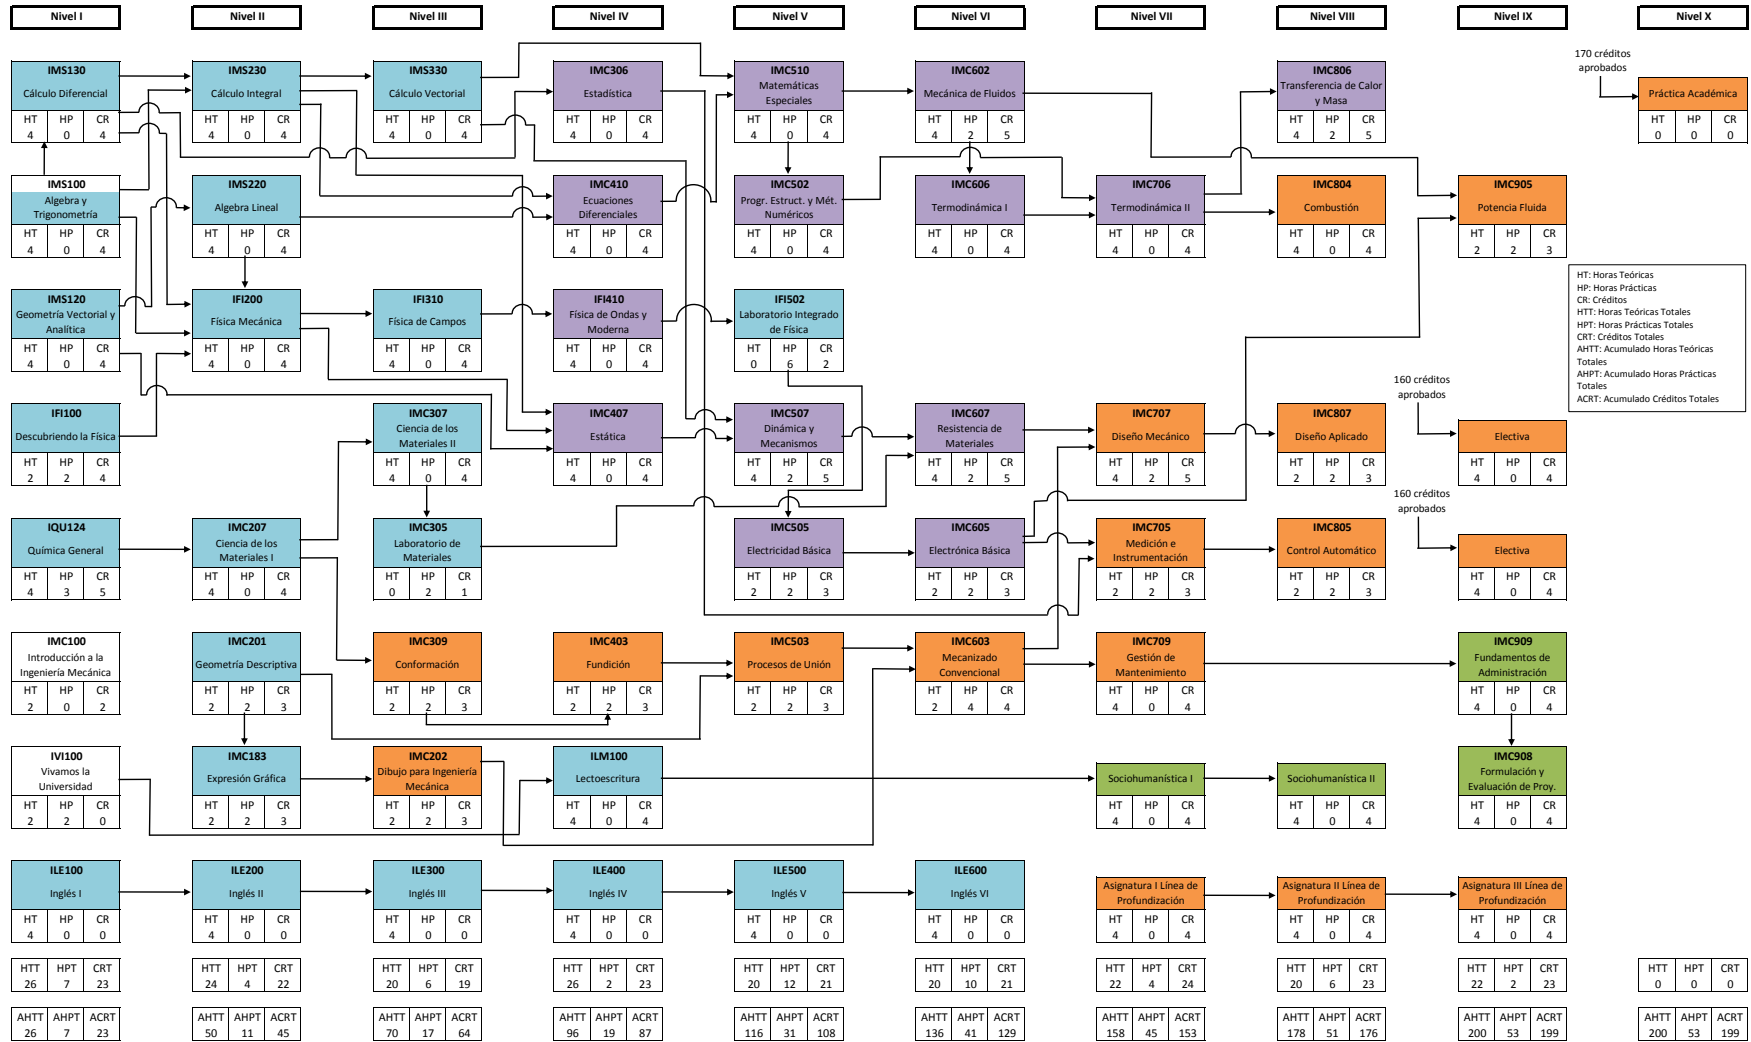 Nivel I
Nivel II
Nivel III
Nivel IV
Nivel V
Nivel VI
Nivel VII
Nivel VIII
Nivel IX
Nivel X
IMS130
Cálculo Diferencial
HT HP CR
4 0 4
IMS230
Cálculo Integral
HT HP CR
4 0 4
IMS330
Cálculo Vectorial
HT HP CR
4 0 4
IMC306
Estadística
HT HP CR
4 0 4
IMC510
Matemáticas
Especiales
HT HP CR
4 0 4
IMC602
Mecánica de Fluidos
HT HP CR
4 2 5
IMC806
Transferencia de Calor
y Masa
HT HP CR
4 2 5
170 créditos
aprobados
Práctica Académica
HT HP CR
0 0 0
IMS100
Algebra y
Trigonometría
HT HP CR
4 0 4
IMS220
Algebra Lineal
HT HP CR
4 0 4
IMC410
Ecuaciones
Diferenciales
HT HP CR
4 0 4
IMC502
Progr. Estruct. y Mét.
Numéricos
HT HP CR
4 0 4
IMC606
Termodinámica I
HT HP CR
4 0 4
IMC706
Termodinámica II
HT HP CR
4 0 4
IMC804
Combustión
HT HP CR
4 0 4
IMC905
Potencia Fluida
HT HP CR
2 2 3
HT: Horas Teóricas
HP: Horas Prácticas
CR: Créditos
HTT: Horas Teóricas Totales
HPT: Horas Prácticas Totales
CRT: Créditos Totales
AHTT: Acumulado Horas Teóricas
Totales
AHPT: Acumulado Horas Prácticas
Totales
ACRT: Acumulado Créditos Totales
IMS120
Geometría Vectorial y
Analítica
HT HP CR
4 0 4
IFI200
Física Mecánica
HT HP CR
4 0 4
IFI310
Física de Campos
HT HP CR
4 0 4
IFI410
Física de Ondas y
Moderna
HT HP CR
4 0 4
IFI502
Laboratorio Integrado
de Física
HT HP CR
0 6 2
IFI100
Descubriendo la Física
HT HP CR
2 2 4
IMC307
Ciencia de los
Materiales II
HT HP CR
4 0 4
IMC407
Estática
HT HP CR
4 0 4
IMC507
Dinámica y
Mecanismos
HT HP CR
4 2 5
IMC607
Resistencia de
Materiales
HT HP CR
4 2 5
IMC707
Diseño Mecánico
HT HP CR
4 2 5
IMC807
Diseño Aplicado
HT HP CR
2 2 3
160 créditos
aprobados
Electiva
HT HP CR
4 0 4
IQU124
Química General
HT HP CR
4 3 5
IMC207
Ciencia de los
Materiales I
HT HP CR
4 0 4
IMC305
Laboratorio de
Materiales
HT HP CR
0 2 1
IMC505
Electricidad Básica
HT HP CR
2 2 3
IMC605
Electrónica Básica
HT HP CR
2 2 3
IMC705
Medición e
Instrumentación
HT HP CR
2 2 3
IMC805
Control Automático
HT HP CR
2 2 3
160 créditos
aprobados
Electiva
HT HP CR
4 0 4
IMC100
Introducción a la
Ingeniería Mecánica
HT HP CR
2 0 2
IMC201
Geometría Descriptiva
HT HP CR
2 2 3
IMC309
Conformación
HT HP CR
2 2 3
IMC403
Fundición
HT HP CR
2 2 3
IMC503
Procesos de Unión
HT HP CR
2 2 3
IMC603
Mecanizado
Convencional
HT HP CR
2 4 4
IMC709
Gestión de
Mantenimiento
HT HP CR
4 0 4
IMC909
Fundamentos de
Administración
HT HP CR
4 0 4
IVI100
Vivamos la
Universidad
HT HP CR
2 2 0
IMC183
Expresión Gráfica
HT HP CR
2 2 3
IMC202
Dibujo para Ingeniería
Mecánica
HT HP CR
2 2 3
ILM100
Lectoescritura
HT HP CR
4 0 4
Sociohumanística I
HT HP CR
4 0 4
Sociohumanística II
HT HP CR
4 0 4
IMC908
Formulación y
Evaluación de Proy.
HT HP CR
4 0 4
ILE100
Inglés I
HT HP CR
4 0 0
ILE200
Inglés II
HT HP CR
4 0 0
ILE300
Inglés III
HT HP CR
4 0 0
ILE400
Inglés IV
HT HP CR
4 0 0
ILE500
Inglés V
HT HP CR
4 0 0
ILE600
Inglés VI
HT HP CR
4 0 0
Asignatura I Línea de
Profundización
HT HP CR
4 0 4
Asignatura II Línea de
Profundización
HT HP CR
4 0 4
Asignatura III Línea de
Profundización
HT HP CR
4 0 4
HTT HPT CRT
26 7 23
HTT HPT CRT
24 4 22
HTT HPT CRT
20 6 19
HTT HPT CRT
26 2 23
HTT HPT CRT
20 12 21
HTT HPT CRT
20 10 21
HTT HPT CRT
22 4 24
HTT HPT CRT
20 6 23
HTT HPT CRT
22 2 23
HTT HPT CRT
0 0 0
AHTT AHPT ACRT
26 7 23
AHTT AHPT ACRT
50 11 45
AHTT AHPT ACRT
70 17 64
AHTT AHPT ACRT
96 19 87
AHTT AHPT ACRT
116 31 108
AHTT AHPT ACRT
136 41 129
AHTT AHPT ACRT
158 45 153
AHTT AHPT ACRT
178 51 176
AHTT AHPT ACRT
200 53 199
AHTT AHPT ACRT
200 53 199